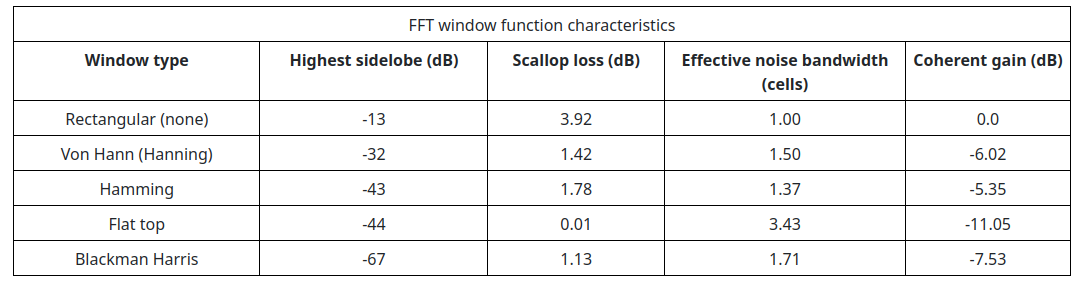 FFT window function characteristics
Window type Highest sidelobe (dB) Scallop loss (dB) Effective noise bandwidth (cells) Coherent gain (dB)
Rectangular (none) -13 3.92 1.00 0.0
Von Hann (Hanning) -32 1.42 1.50 -6.02
Hamming -43 1.78 1.37 -5.35
Flat top -44 0.01 3.43 -11.05
Blackman Harris -67 1.13 1.71 -7.53